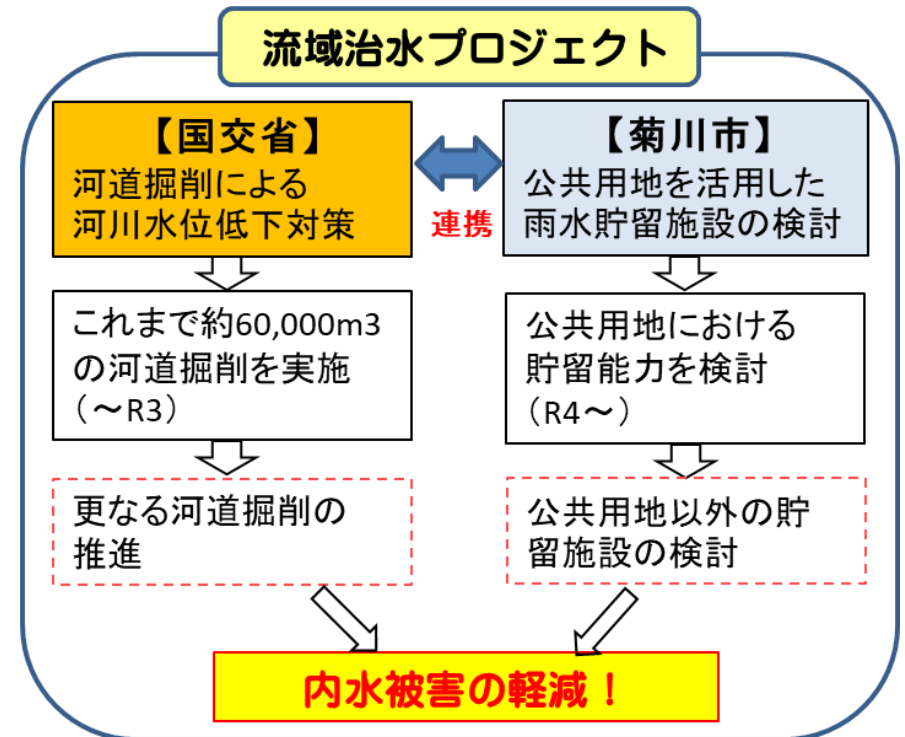 流域治水プロジェクト
【国交省】
河道掘削による
河川水位低下対策
連携
【菊川市】
公共用地を活用した
雨水貯留施設の検討
これまで約60,000m3
の河道掘削を実施
（～R3）
公共用地における
貯留能力を検討
（R4～）
更なる河道掘削の
推進
公共用地以外の貯
留施設の検討
内水被害の軽減！